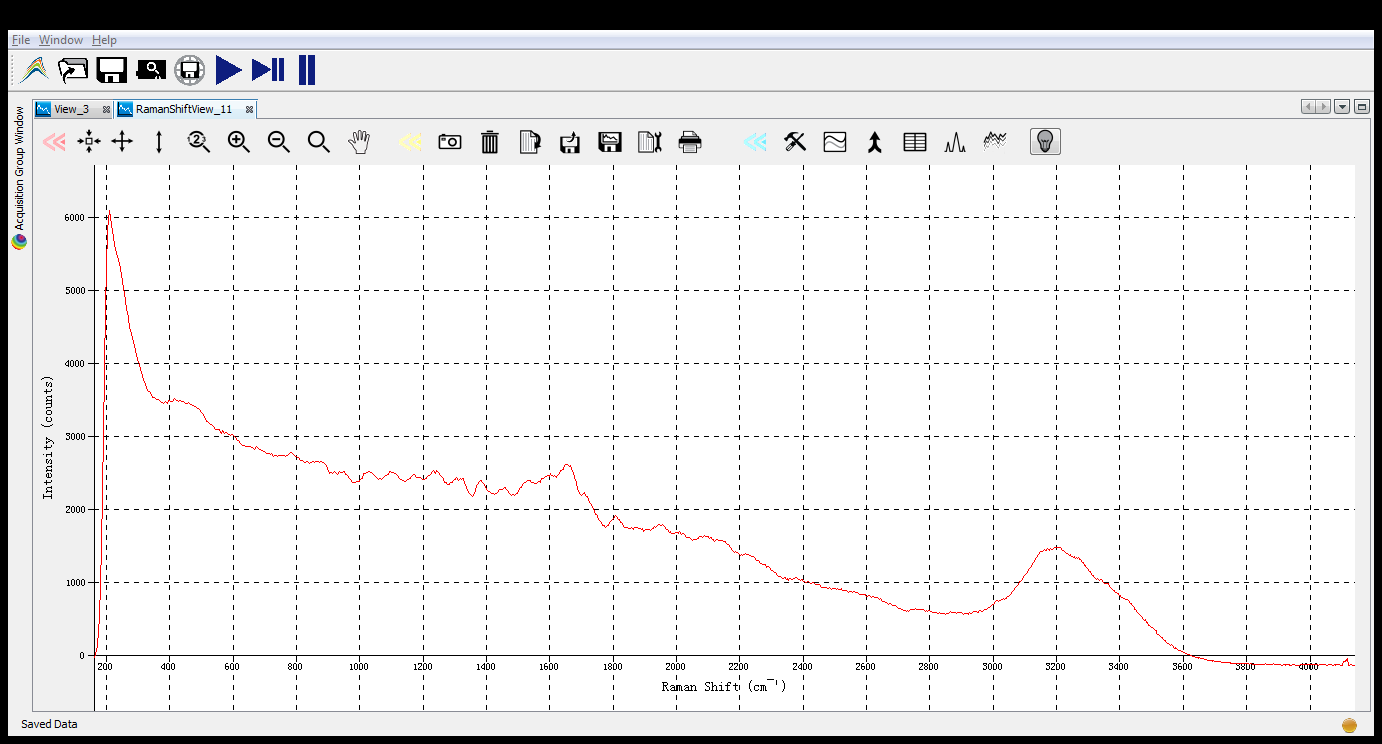 File Window Help
View_3 RamanShiftView_11
Acquisition Group Window
2
6000
5000
4000
3000
2000
1000
0
Intensity (counts)
200 400 600 800 1000 1200 1400 1600 1800 2000 2200 2400 2600 2800 3000 3200 3400 3600 3800 4000
Raman Shift (cm⁻¹)
Saved Data